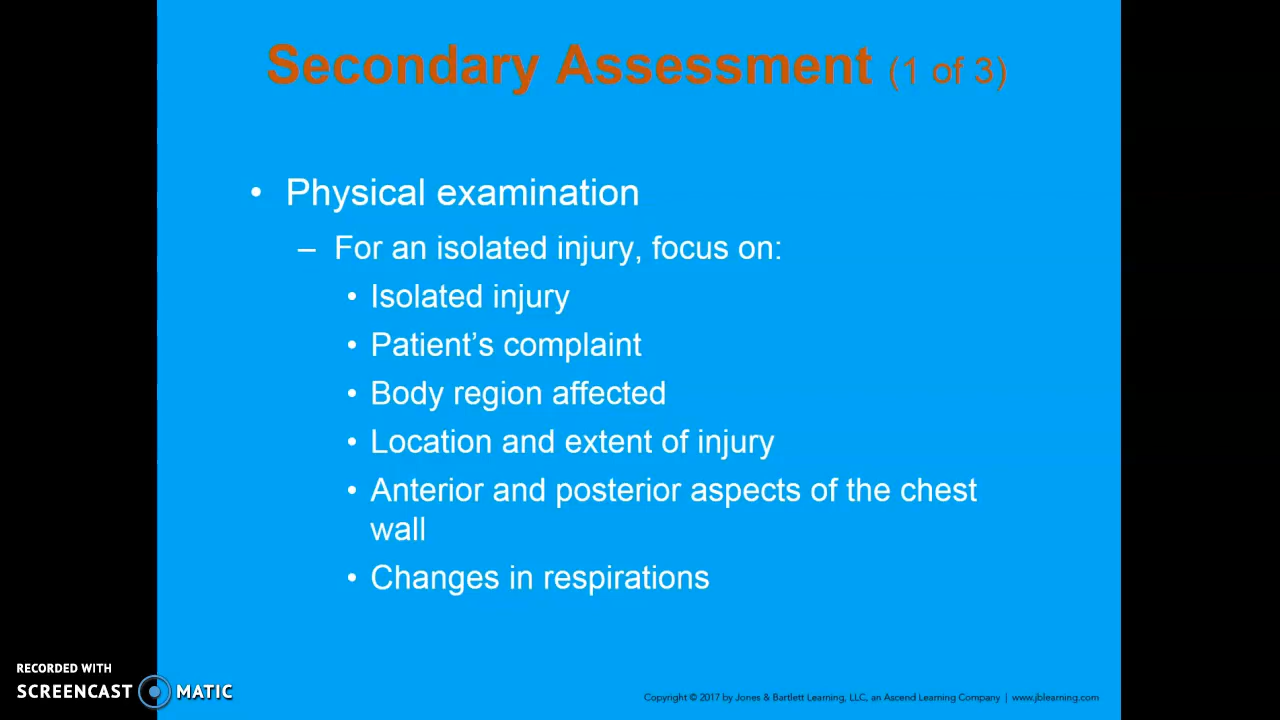 Secondary Assessment (1 of 3)
• Physical examination
– For an isolated injury, focus on:
• Isolated injury
• Patient's complaint
• Body region affected
• Location and extent of injury
• Anterior and posterior aspects of the chest
wall
• Changes in respirations
RECORDED WITH
SCREENCAST MATIC
Copyright © 2017 by Jones & Bartlett Learning, LLC, an Ascend Learning Company | www.jblearning.com